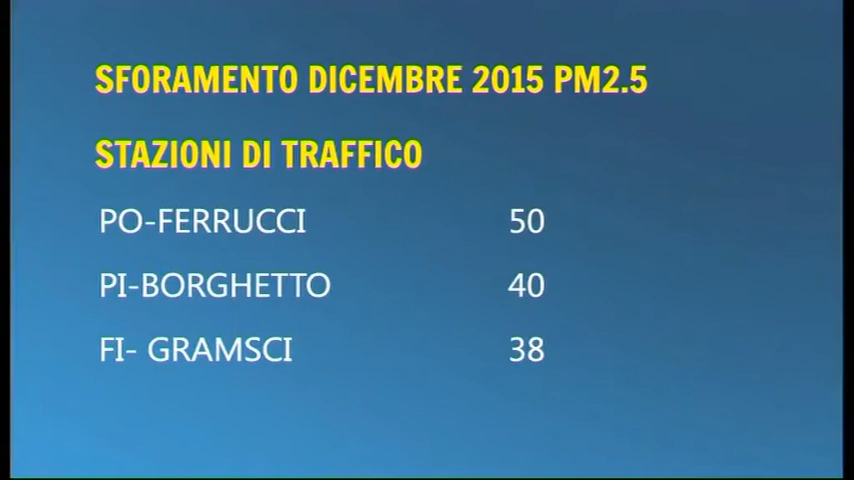 SFORAMENTO DICEMBRE 2015 PM2.5
STAZIONI DI TRAFFICO
PO-FERRUCCI 50
PI-BORGHETTO 40
FI- GRAMSCI 38